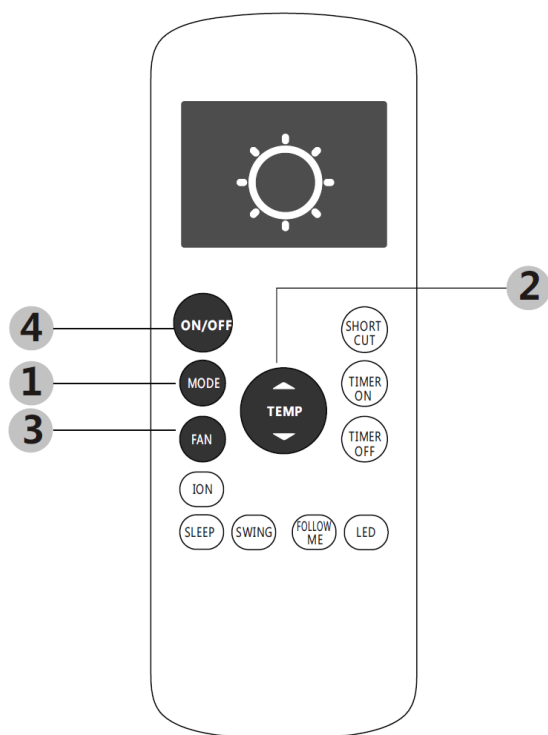 2
4
ON/OFF
SHORT
CUT
1
MODE
TEMP
TIMER
ON
3
FAN
TIMER
OFF
ION
SLEEP
SWING
FOLLOW
ME
LED